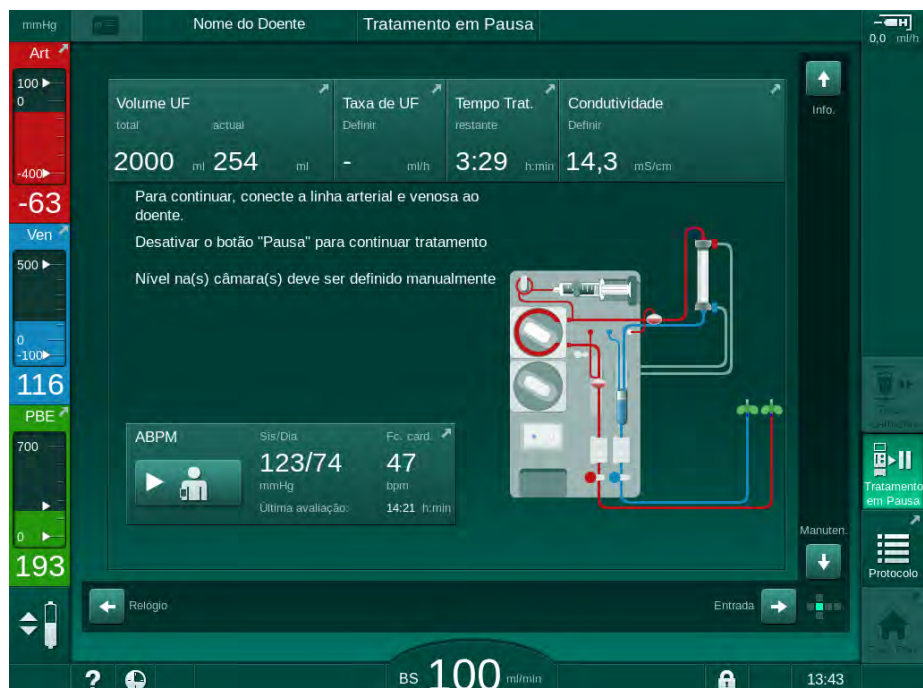 mmHg
Nome do Doente
Tratamento em Pausa
0,0 ml/h
Art
100
0
-400
-63
Ven
500
0
-100
116
PBE
700
0
193
Volume UF
total actual
2000 ml 254 ml
Taxa de UF
Definir
- ml/h
Tempo Trat.
restante
3:29 h:min
Condutividade
Definir
14,3 mS/cm
Info.
Para continuar, conecte a linha arterial e venosa ao
doente.
Desativar o botão "Pausa" para continuar tratamento
Nível na(s) câmara(s) deve ser definido manualmente
ABPM
Sis/Dia
Fc. card.
123/74
47
mmHg
bpm
Última avaliação: 14:21 h:min
Manuten.
Tratamento
em Pausa
Protocolo
Relógio
Entrada
?
BS 100 ml/min
13:43